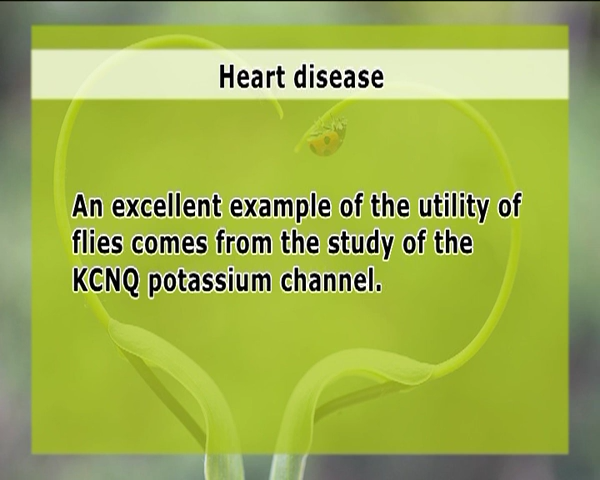 Heart disease
An excellent example of the utility of
flies comes from the study of the
KCNQ potassium channel.